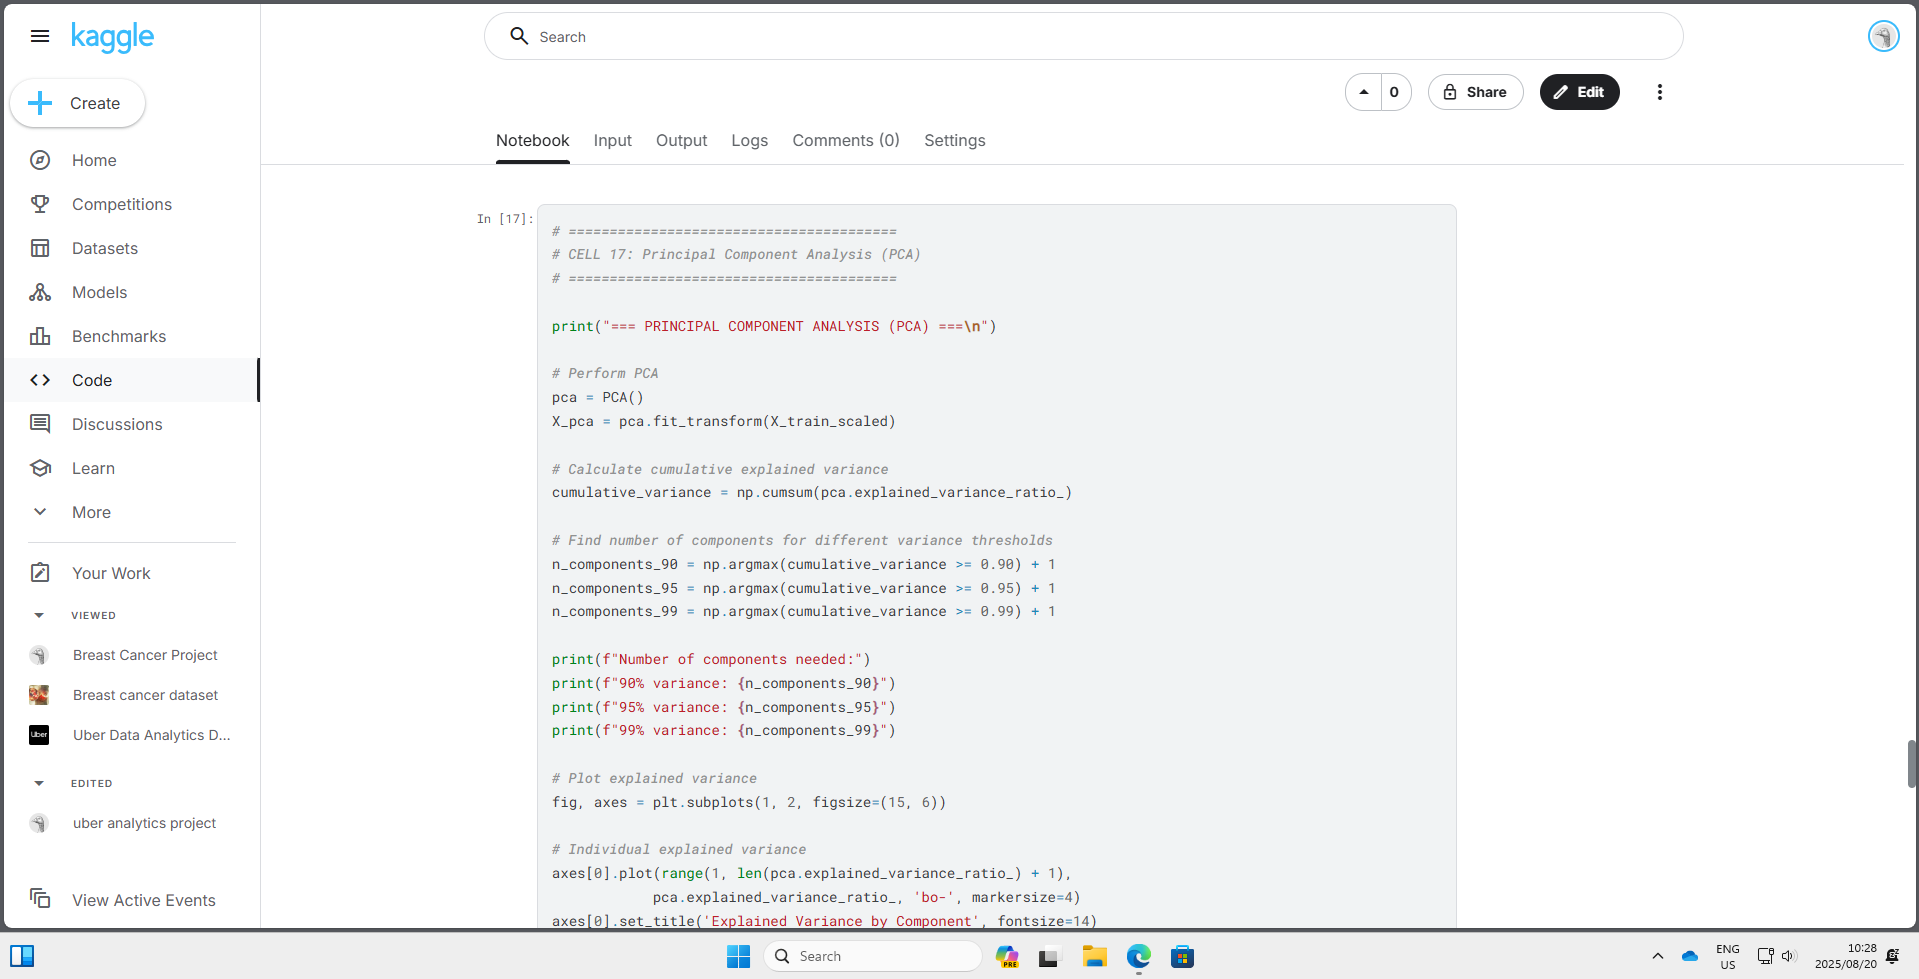 kaggle
Search
Create
0
Share
Edit
Notebook
Input
Output
Logs
Comments (0)
Settings
Home
Competitions
Datasets
Models
Benchmarks
Code
Discussions
Learn
More
Your Work
VIEWED
Breast Cancer Project
Breast cancer dataset
Uber
Uber Data Analytics D...
EDITED
uber analytics project
View Active Events
In [17]:
# ========================================
# CELL 17: Principal Component Analysis (PCA)
# ========================================
print("=== PRINCIPAL COMPONENT ANALYSIS (PCA) ===\n")
# Perform PCA
pca = PCA()
X_pca = pca.fit_transform(X_train_scaled)
# Calculate cumulative explained variance
cumulative_variance = np.cumsum(pca.explained_variance_ratio_)
# Find number of components for different variance thresholds
n_components_90 = np.argmax(cumulative_variance >= 0.90) + 1
n_components_95 = np.argmax(cumulative_variance >= 0.95) + 1
n_components_99 = np.argmax(cumulative_variance >= 0.99) + 1
print(f"Number of components needed:")
print(f"90% variance: {n_components_90}")
print(f"95% variance: {n_components_95}")
print(f"99% variance: {n_components_99}")
# Plot explained variance
fig, axes = plt.subplots(1, 2, figsize=(15, 6))
# Individual explained variance
axes[0].plot(range(1, len(pca.explained_variance_ratio_) + 1),
pca.explained_variance_ratio_, 'bo-', markersize=4)
axes[0].set_title('Explained Variance by Component', fontsize=14)
Search
PRE
ENG
US
10:28
2025/08/20